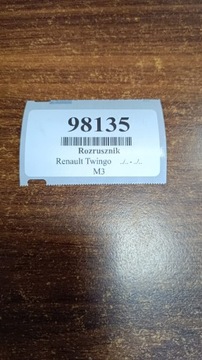 98135
Rozrusznik
Renault Twingo ./.. - ./..
M3